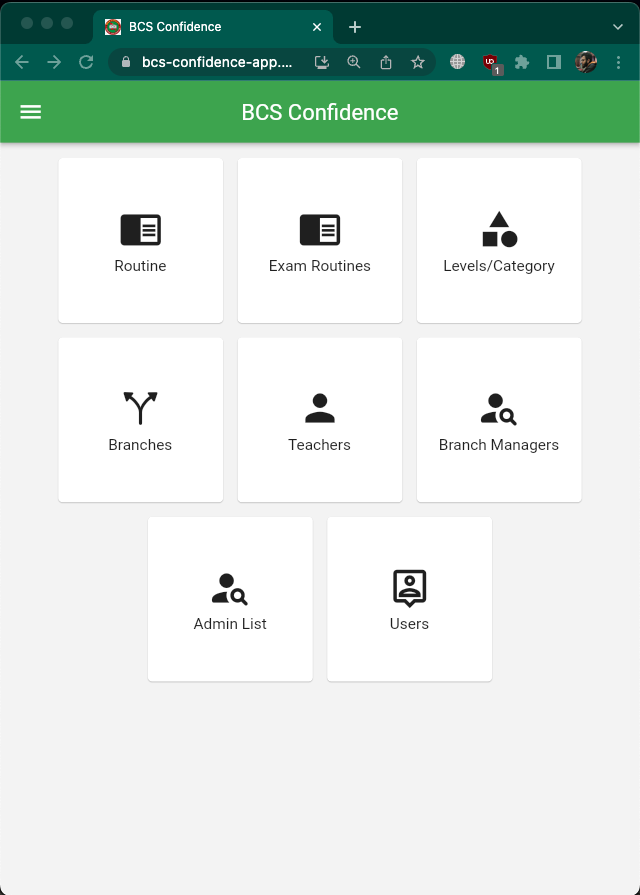 BCS Confidence
bcs-confidence-app....
1
BCS Confidence
Routine
Exam Routines
Levels/Category
Branches
Teachers
Branch Managers
Admin List
Users